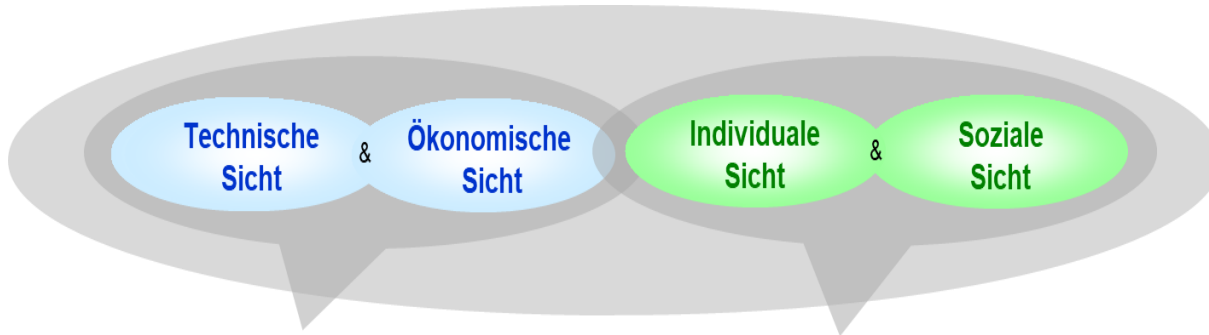 Technische
Sicht
&
Ökonomische
Sicht
Individuale
Sicht
&
Soziale
Sicht